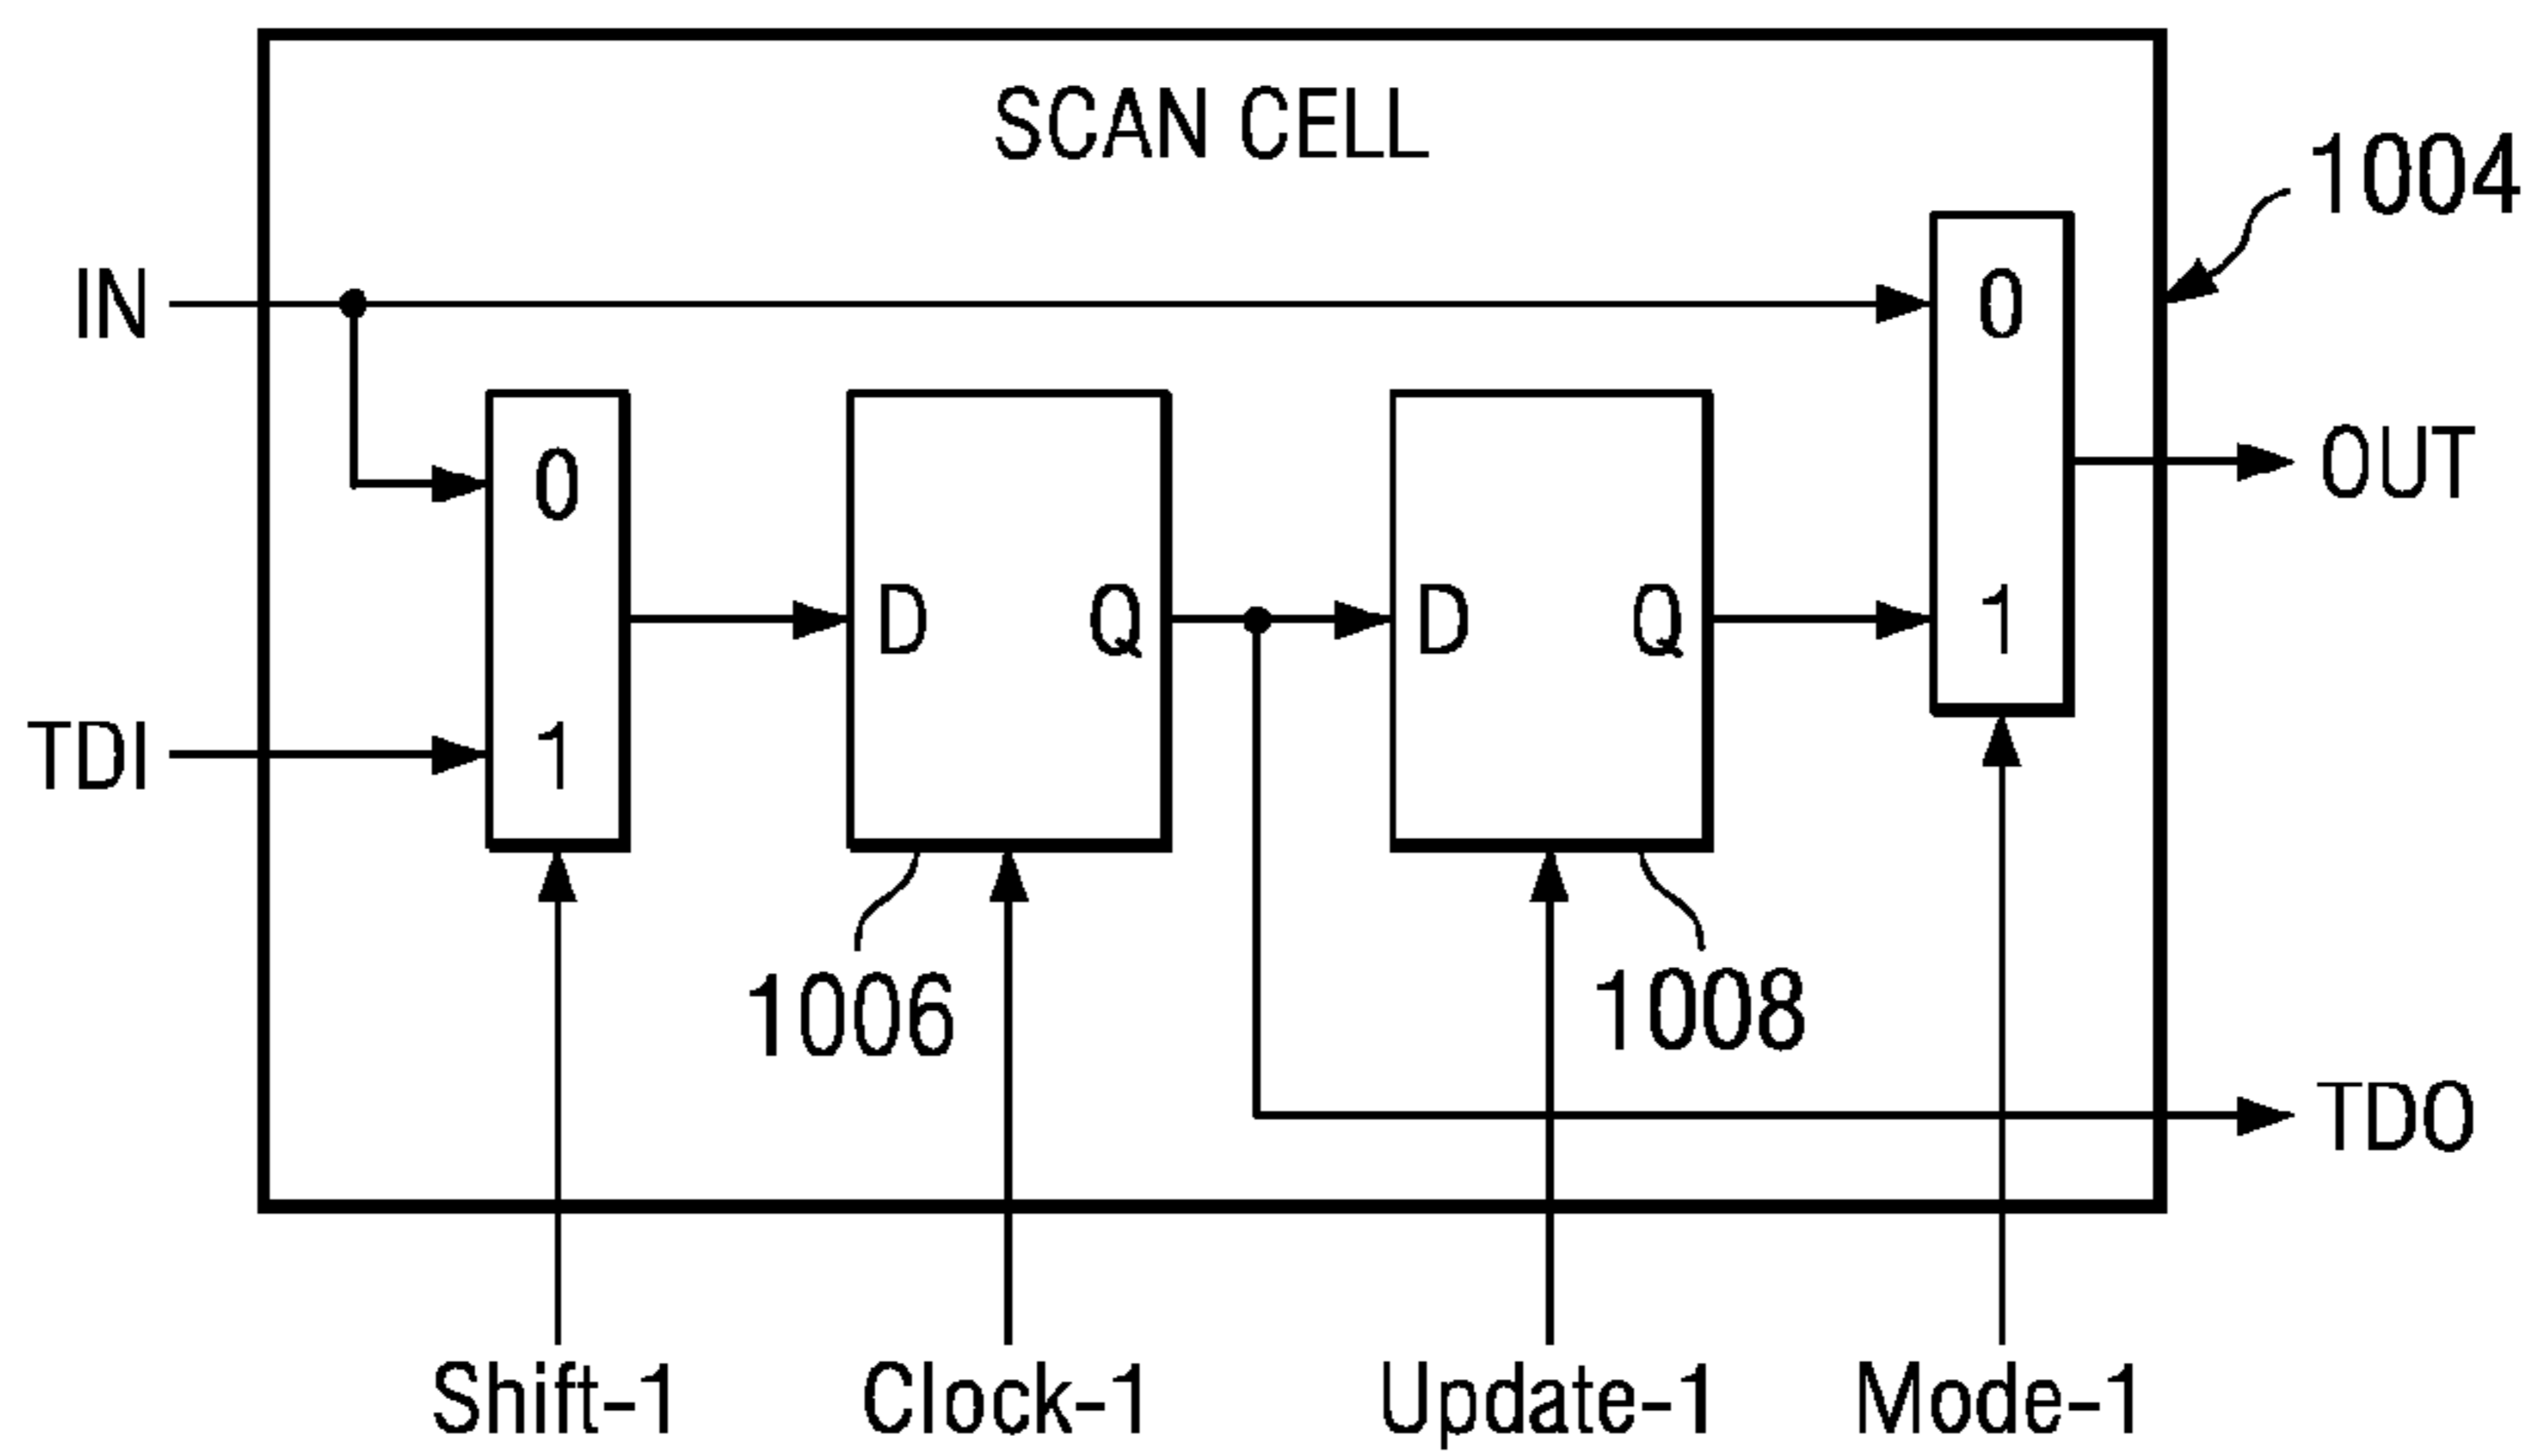 SCAN CELL
1004
IN
0
0
OUT
D
Q
D
Q
1
TDI
1
1006
1008
TDO
Shift-1
Clock-1
Update-1
Mode-1